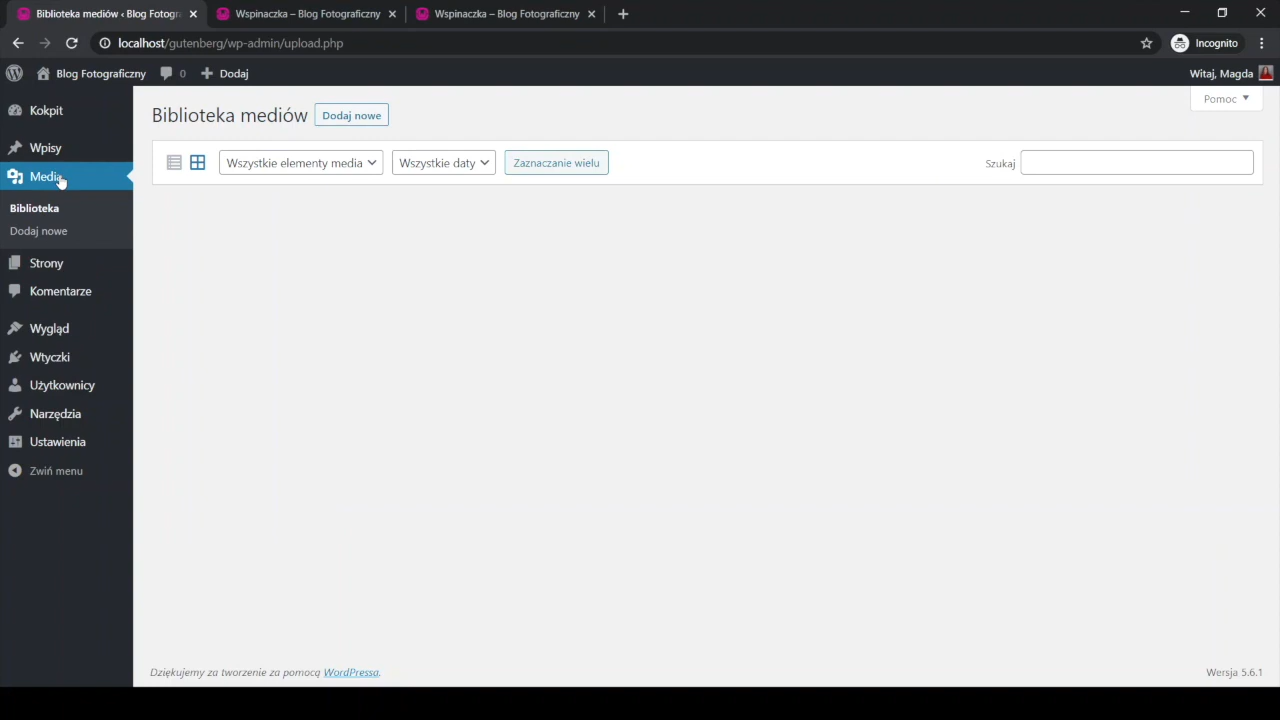 Biblioteka mediów ‹ Blog Fotogra
Wspinaczka – Blog Fotograficzny
Wspinaczka – Blog Fotograficzny
localhost/gutenberg/wp-admin/upload.php
Incognito
Blog Fotograficzny
0
Dodaj
Witaj, Magda
Kokpit
Wpisy
Media
Biblioteka
Dodaj nowe
Strony
Komentarze
Wygląd
Wtyczki
Użytkownicy
Narzędzia
Ustawienia
Zwiń menu
Biblioteka mediów
Dodaj nowe
Pomoc
Wszystkie elementy media
Wszystkie daty
Zaznaczanie wielu
Szukaj
Dziękujemy za tworzenie za pomocą WordPressa.
Wersja 5.6.1